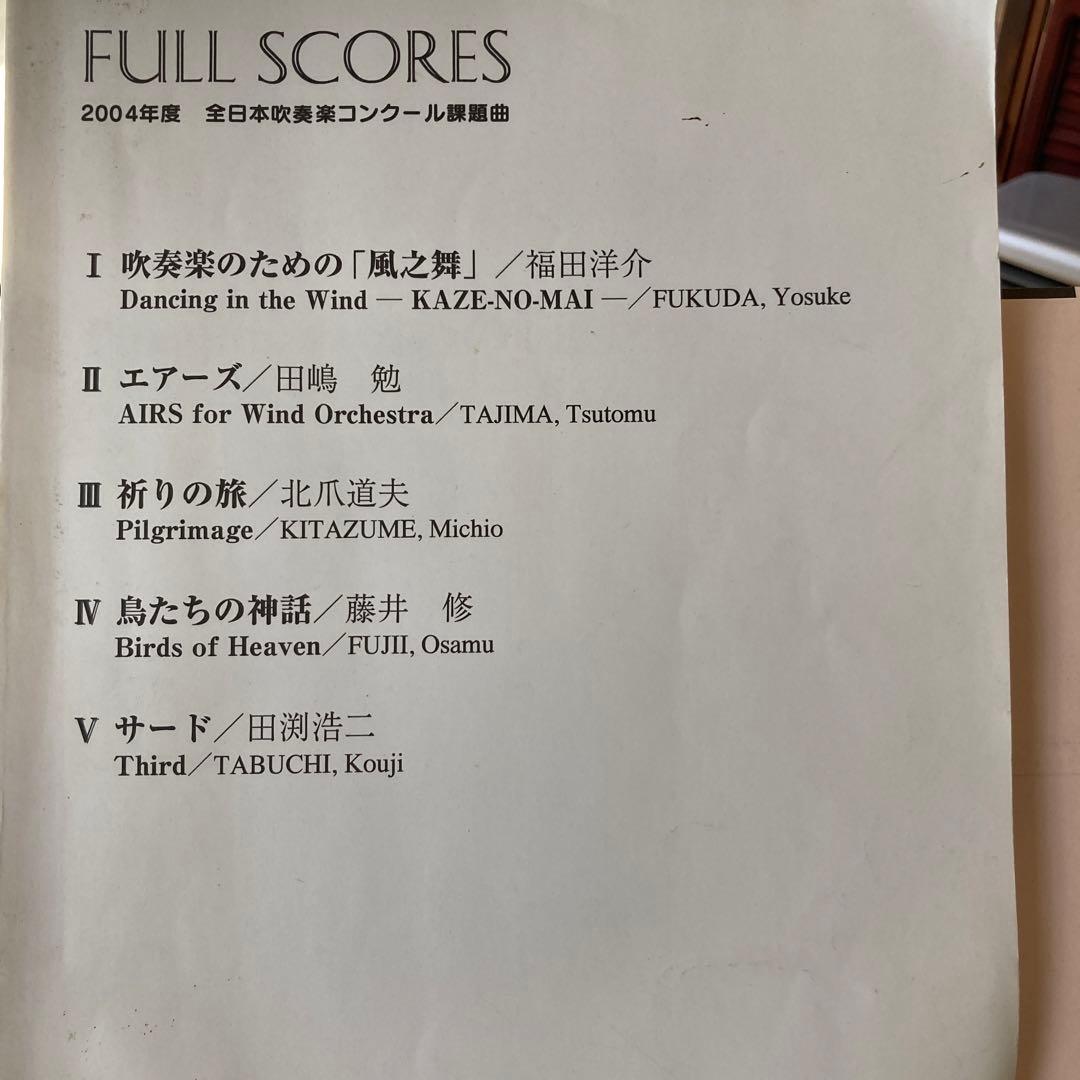 FULL SCORES
2004年度 全日本吹奏楽コンクール課題曲
Ⅰ 吹奏楽のための「風之舞」／福田洋介
Dancing in the Wind — KAZE-NO-MAI —／FUKUDA, Yosuke
Ⅱ エアーズ／田嶋 勉
AIRS for Wind Orchestra／TAJIMA, Tsutomu
Ⅲ 祈りの旅／北爪道夫
Pilgrimage／KITAZUME, Michio
Ⅳ 鳥たちの神話／藤井 修
Birds of Heaven／FUJII, Osamu
Ⅴ サード／田渕浩二
Third／TABUCHI, Kouji